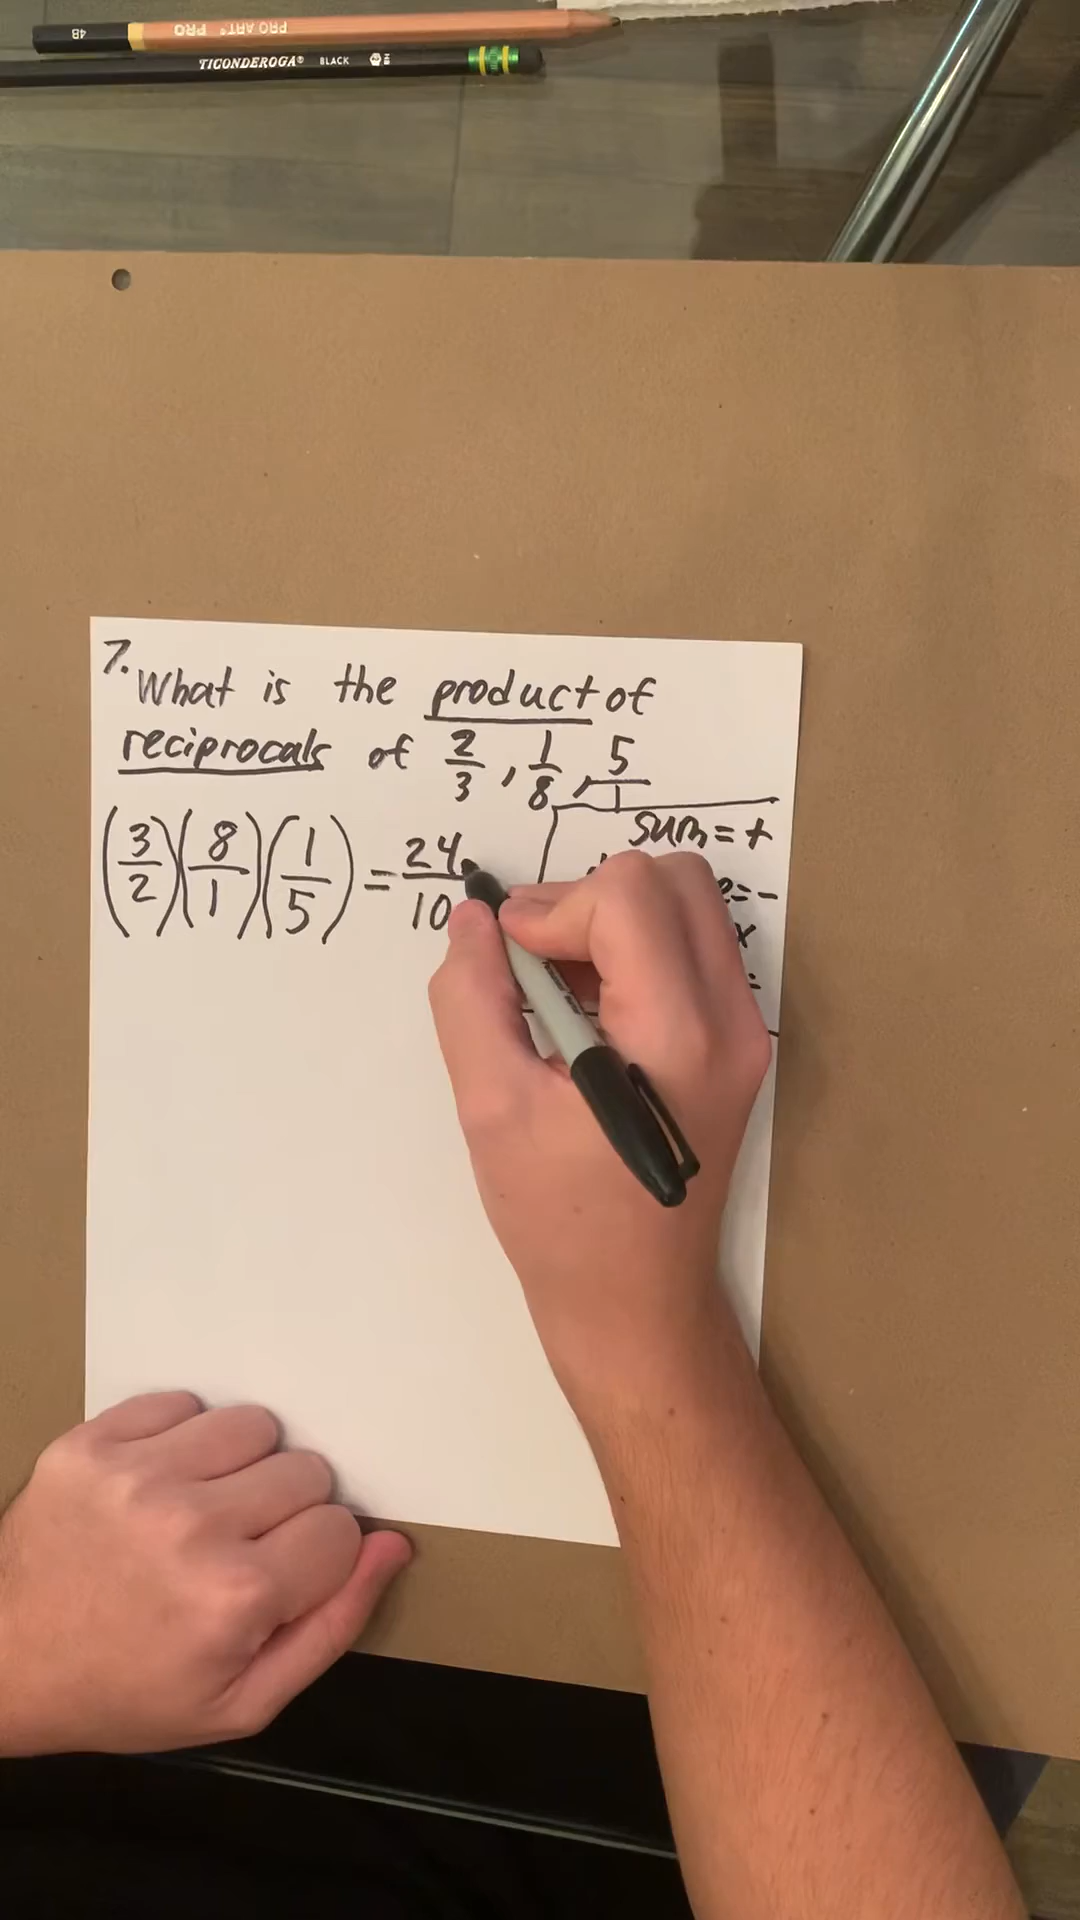 4B PRO ART® PRO
TICONDEROGA® BLACK
7. What is the product of
reciprocals of 2/3, 1/8, 5/1
(3/2)(8/1)(1/5) = 24/10
sum = +
= -
x
=